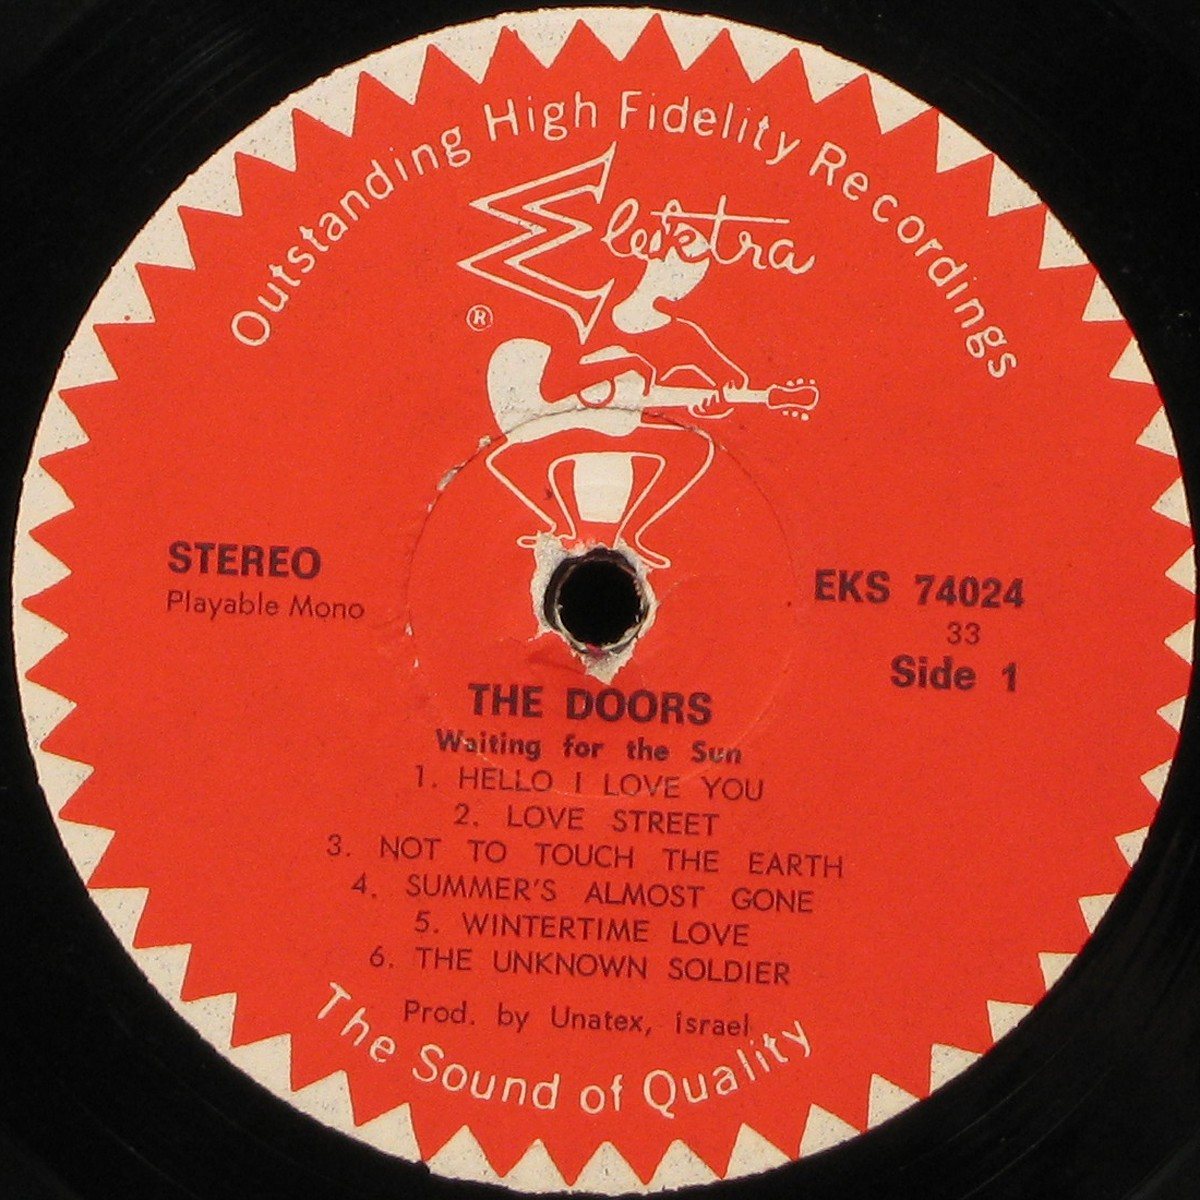 Outstanding High Fidelity Recordings
Elektra
®
STEREO
Playable Mono
EKS 74024
33
Side 1
THE DOORS
Waiting for the Sun
1. HELLO I LOVE YOU
2. LOVE STREET
3. NOT TO TOUCH THE EARTH
4. SUMMER'S ALMOST GONE
5. WINTERTIME LOVE
6. THE UNKNOWN SOLDIER
Prod. by Unatex, israel
The Sound of Quality